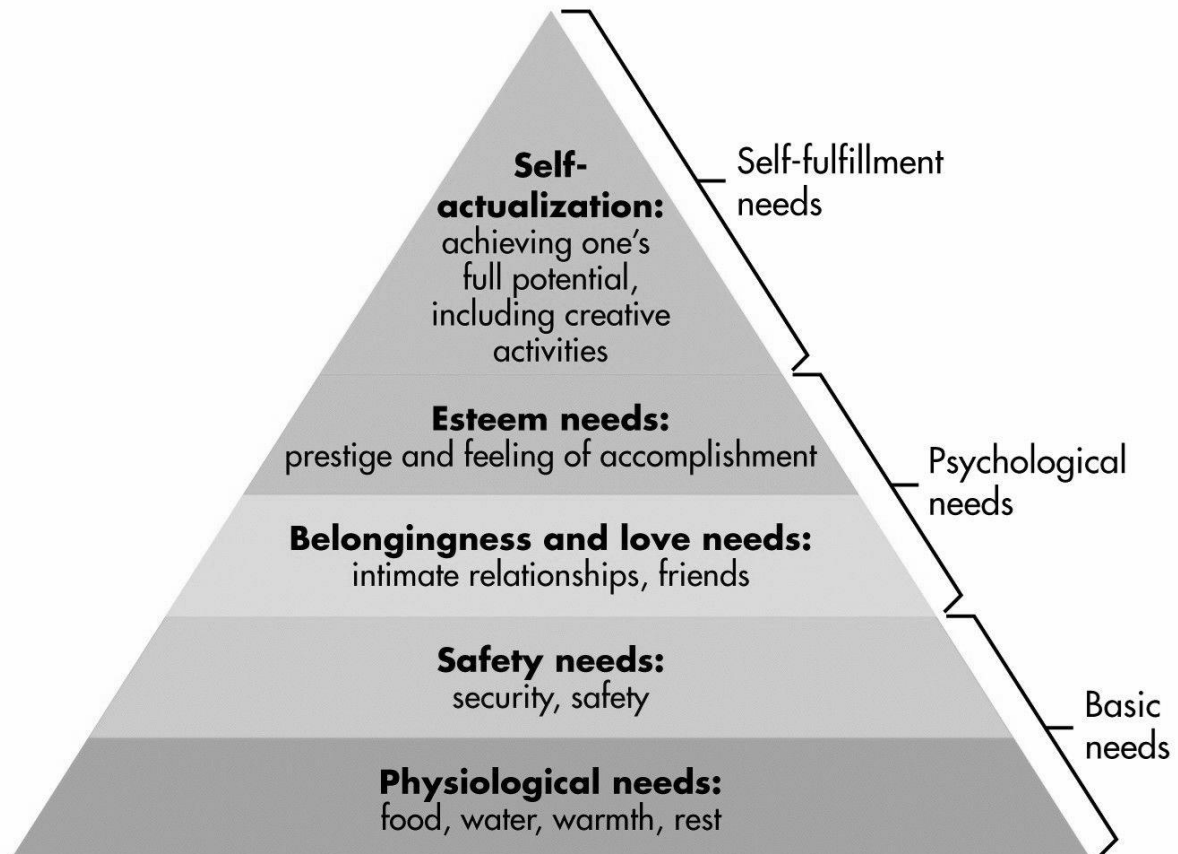 Self-
actualization:
achieving one's
full potential,
including creative
activities
Self-fulfillment
needs
Esteem needs:
prestige and feeling of accomplishment
Belongingness and love needs:
intimate relationships, friends
Psychological
needs
Safety needs:
security, safety
Physiological needs:
food, water, warmth, rest
Basic
needs